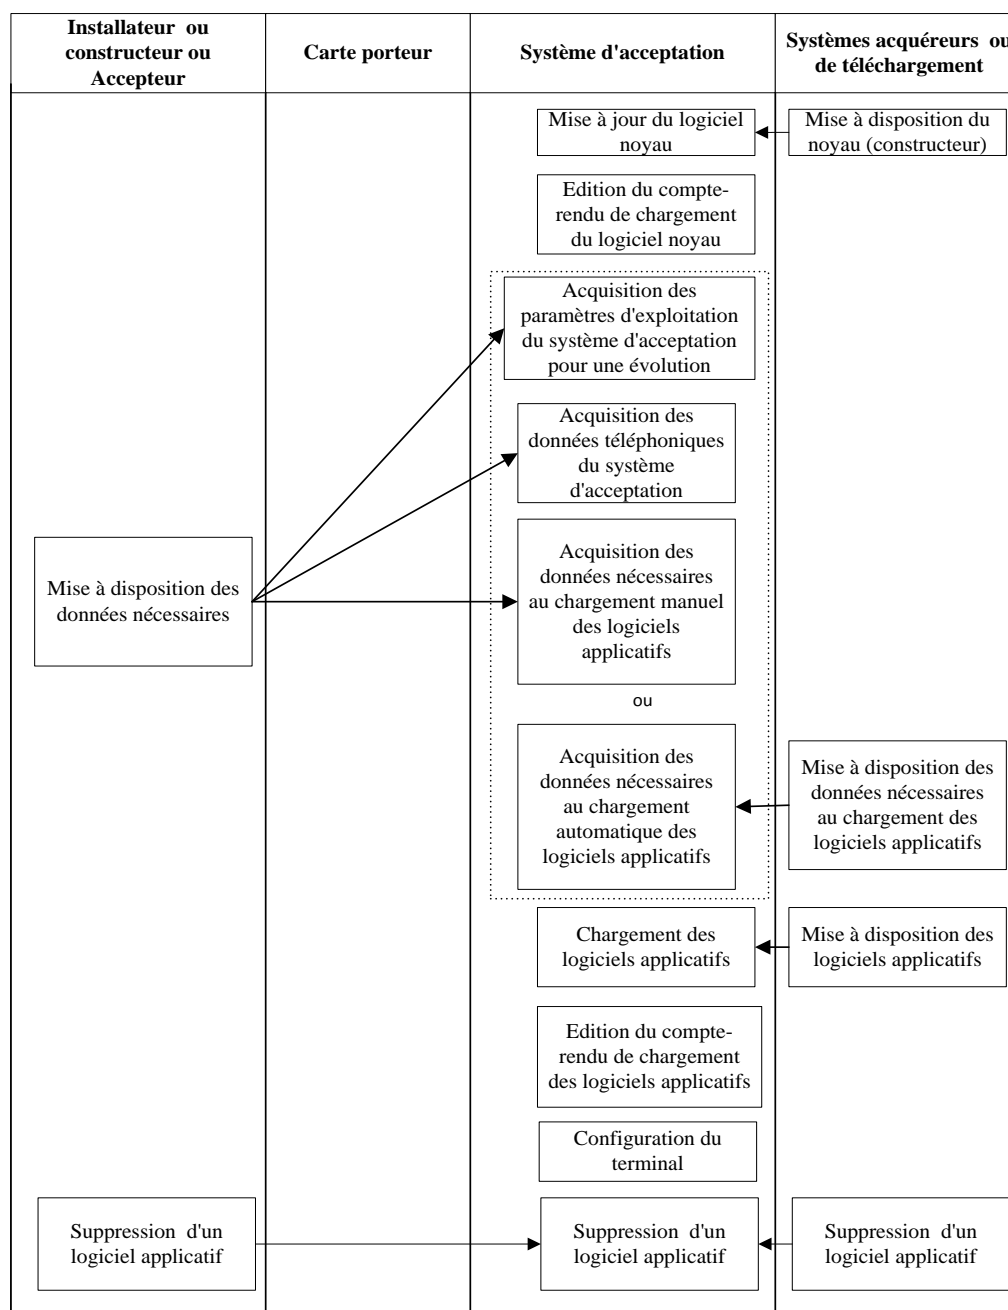 Installateur ou
constructeur ou
Accepteur
Carte porteur
Système d'acceptation
Systèmes acquéreurs ou
de téléchargement
Mise à jour du logiciel
noyau
Mise à disposition du
noyau (constructeur)
Edition du compte-
rendu de chargement
du logiciel noyau
Acquisition des
paramètres d'exploitation
du système d'acceptation
pour une évolution
Acquisition des
données téléphoniques
du système
d'acceptation
Mise à disposition des
données nécessaires
Acquisition des
données nécessaires
au chargement manuel
des logiciels
applicatifs
ou
Acquisition des
données nécessaires
au chargement
automatique des
logiciels applicatifs
Mise à disposition des
données nécessaires
au chargement des
logiciels applicatifs
Chargement des
logiciels applicatifs
Mise à disposition des
logiciels applicatifs
Edition du compte-
rendu de chargement
des logiciels applicatifs
Configuration du
terminal
Suppression d'un
logiciel applicatif
Suppression d'un
logiciel applicatif
Suppression d'un
logiciel applicatif